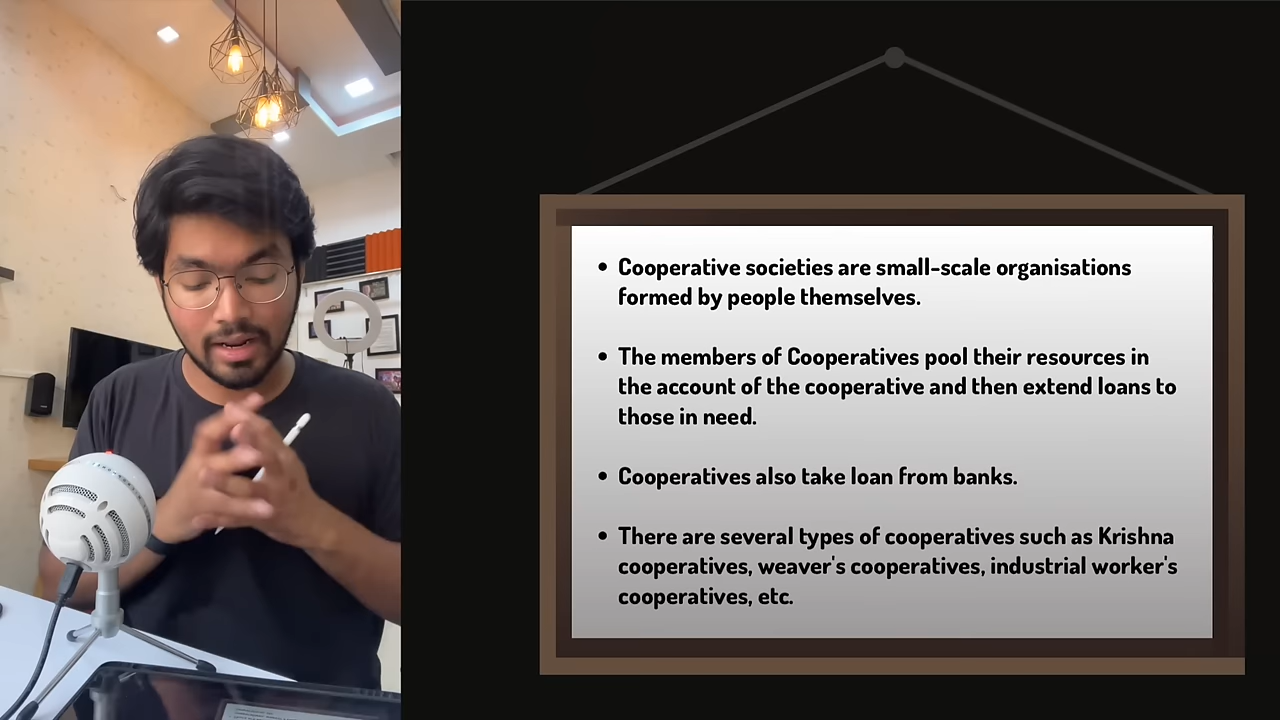 • Cooperative societies are small-scale organisations
formed by people themselves.
• The members of Cooperatives pool their resources in
the account of the cooperative and then extend loans to
those in need.
• Cooperatives also take loan from banks.
• There are several types of cooperatives such as Krishna
cooperatives, weaver's cooperatives, industrial worker's
cooperatives, etc.